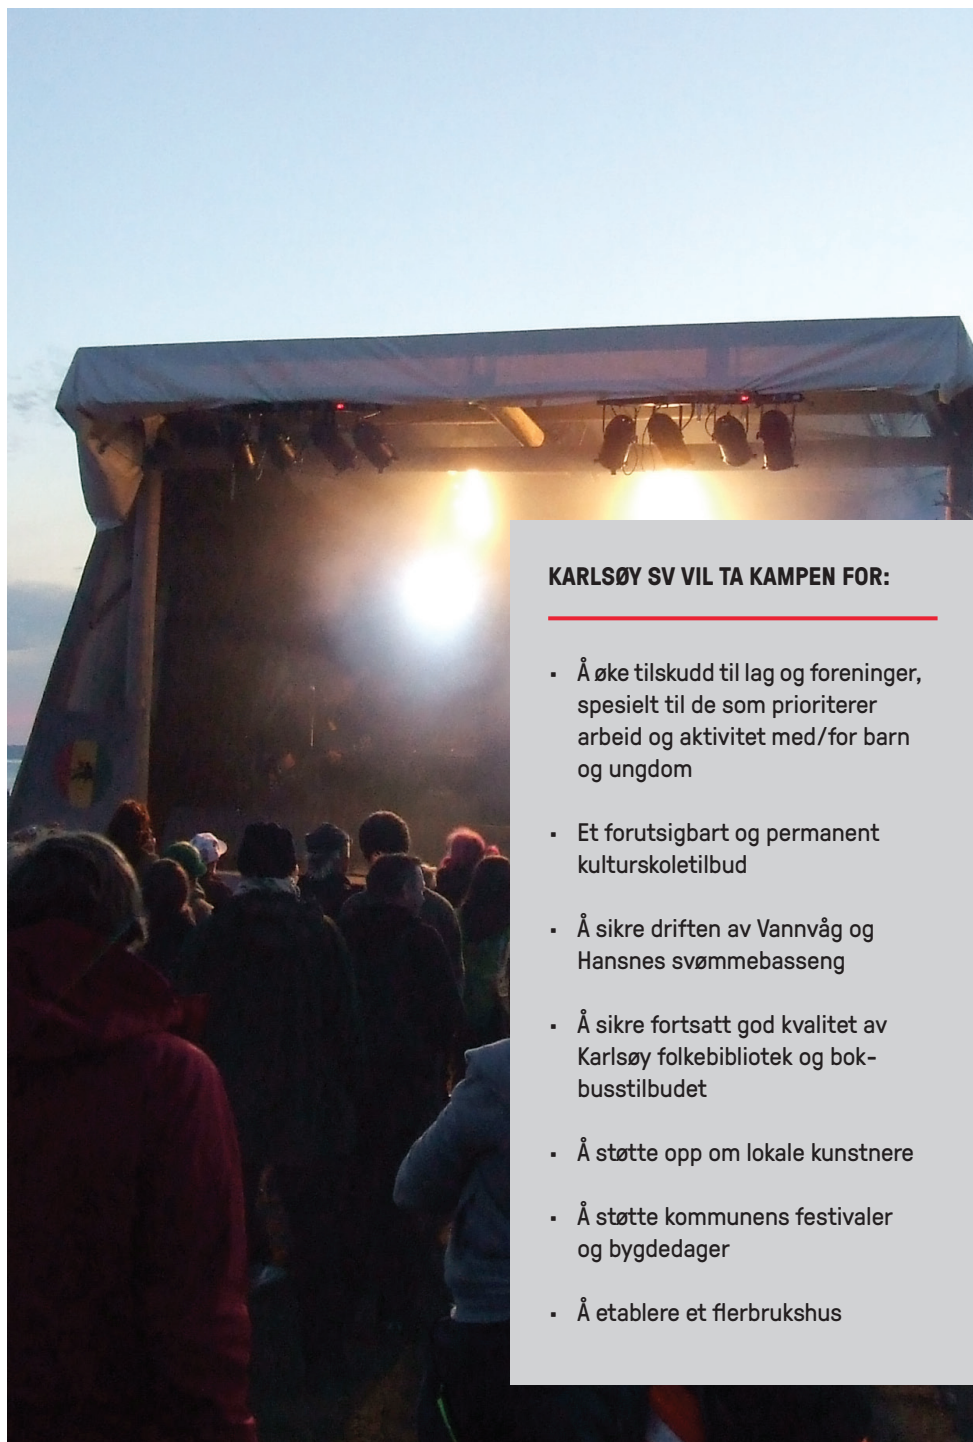 KARLSØY SV VIL TA KAMPEN FOR:
▪ Å øke tilskudd til lag og foreninger,
spesielt til de som prioriterer
arbeid og aktivitet med/for barn
og ungdom
▪ Et forutsigbart og permanent
kulturskoletilbud
▪ Å sikre driften av Vannvåg og
Hansnes svømmebasseng
▪ Å sikre fortsatt god kvalitet av
Karlsøy folkebibliotek og bok-
busstilbudet
▪ Å støtte opp om lokale kunstnere
▪ Å støtte kommunens festivaler
og bygdedager
▪ Å etablere et flerbrukshus